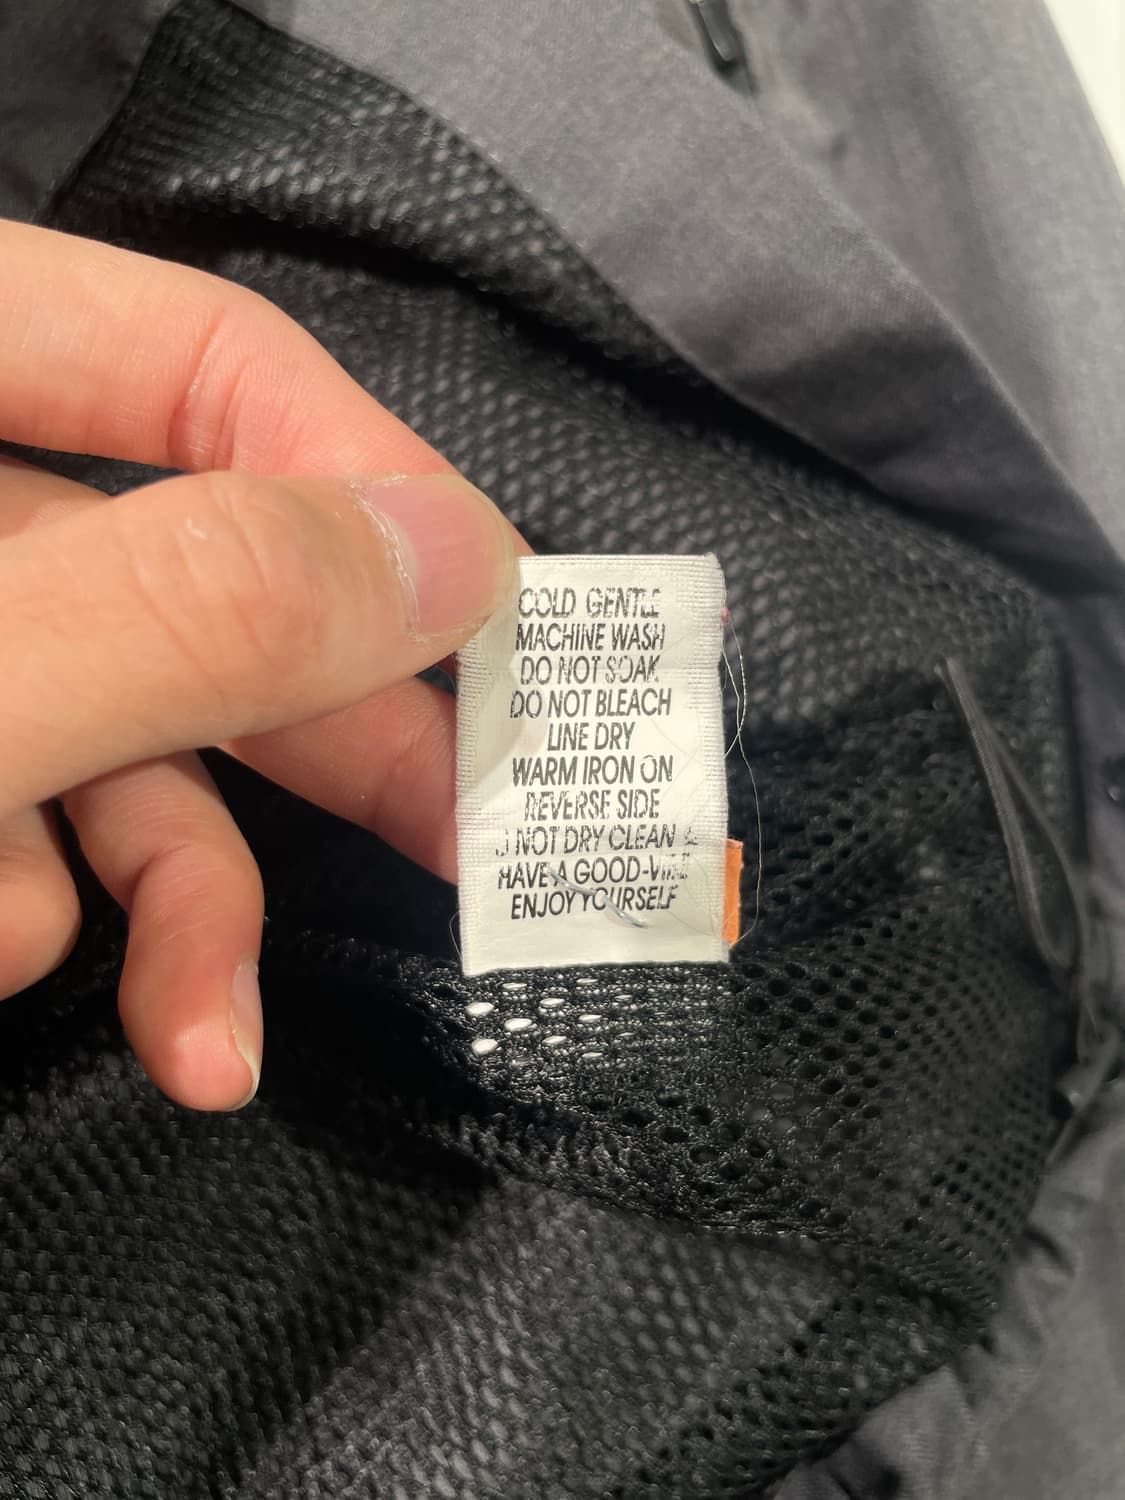 COLD GENTLE
MACHINE WASH
DO NOT SOAK
DO NOT BLEACH
LINE DRY
WARM IRON ON
REVERSE SIDE
NOT DRY CLEAN &
HAVE A GOOD-
ENJOY YOURSELF